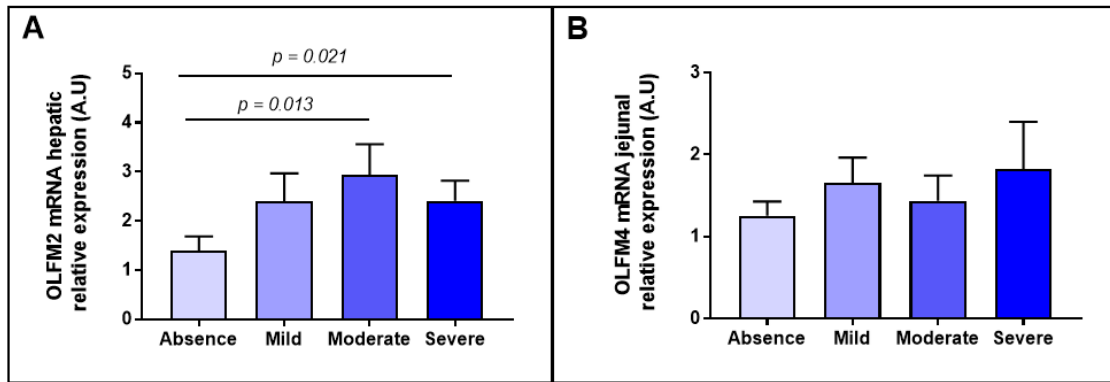 A
OLFM2 mRNA hepatic
relative expression (A.U)
5
4
3
2
1
0
p = 0.021
p = 0.013
Absence
Mild
Moderate
Severe
B
OLFM4 mRNA jejunal
relative expression (A.U)
3
2
1
0
Absence
Mild
Moderate
Severe